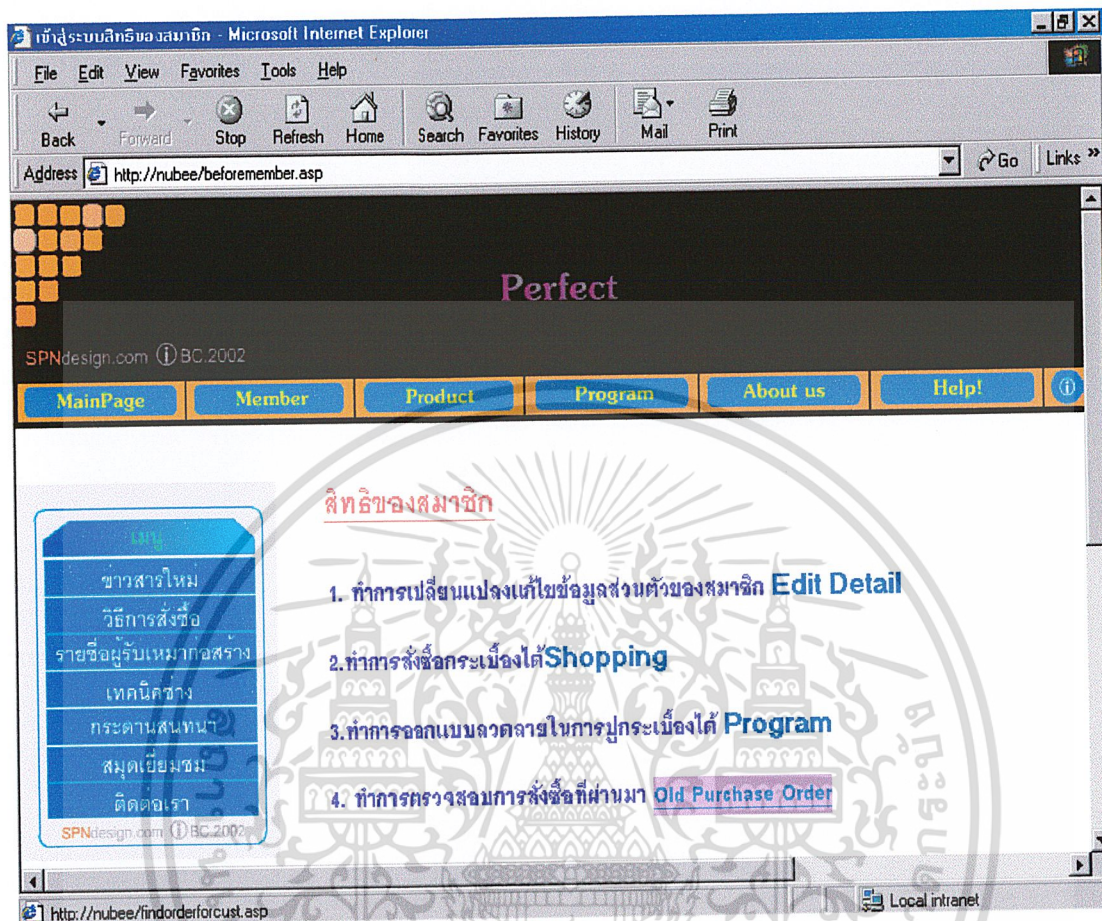 เข้าสู่ระบบสิทธิของสมาชิก - Microsoft Internet Explorer
File Edit View Favorites Tools Help
Back Forward Stop Refresh Home Search Favorites History Mail Print
Address http://nubee/beforemember.asp Go Links »
Perfect
SPNdesign.com ⓘ BC.2002
MainPage Member Product Program About us Help! ⓘ
สิทธิของสมาชิก
เมนู
ข่าวสารใหม่
วิธีการสั่งซื้อ
รายชื่อผู้รับเหมาก่อสร้าง
เทคนิคช่าง
กระดานสนทนา
สมุดเยี่ยมชม
ติดต่อเรา
SPNdesign.com ⓘ BC.2002
1. ทำการเปลี่ยนแปลงแก้ไขข้อมูลส่วนตัวของสมาชิก Edit Detail
2.ทำการสั่งซื้อกระเบื้องได้Shopping
3.ทำการออกแบบลวดลายในการปูกระเบื้องได้ Program
4. ทำการตรวจสอบการสั่งซื้อที่ผ่านมา Old Purchase Order
http://nubee/findorderforcust.asp Local intranet